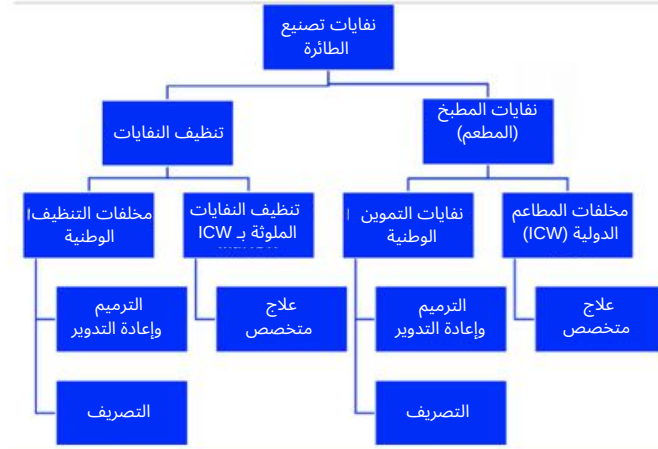 نفايات تصنيع
الطائرة
نفايات المطبخ
(المطعم)
تنظيف النفايات
مخلفات المطاعم
الدولية (ICW)
نفايات التموين
الوطنية
تنظيف النفايات
الملوثة بـ ICW
مخلفات التنظيف
الوطنية
علاج
متخصص
الترميم
وإعادة التدوير
علاج
متخصص
الترميم
وإعادة التدوير
التصريف
التصريف